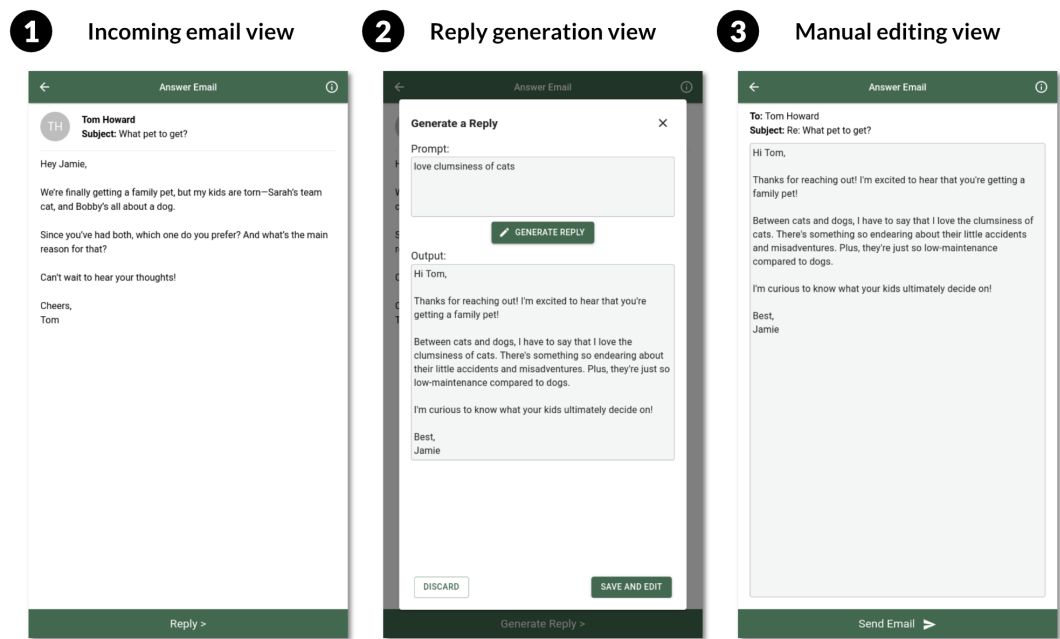 1 Incoming email view
Answer Email
TH
Tom Howard
Subject: What pet to get?
Hey Jamie,
We're finally getting a family pet, but my kids are torn—Sarah's team
cat, and Bobby's all about a dog.
Since you've had both, which one do you prefer? And what's the main
reason for that?
Can't wait to hear your thoughts!
Cheers,
Tom
Reply >
2 Reply generation view
Answer Email
Generate a Reply
Prompt:
love clumsiness of cats
GENERATE REPLY
Output:
Hi Tom,
Thanks for reaching out! I'm excited to hear that you're
getting a family pet!
Between cats and dogs, I have to say that I love the
clumsiness of cats. There's something so endearing about
their little accidents and misadventures. Plus, they're just so
low-maintenance compared to dogs.
I'm curious to know what your kids ultimately decide on!
Best,
Jamie
DISCARD
SAVE AND EDIT
Generate Reply >
3 Manual editing view
Answer Email
To: Tom Howard
Subject: Re: What pet to get?
Hi Tom,
Thanks for reaching out! I'm excited to hear that you're getting a
family pet!
Between cats and dogs, I have to say that I love the clumsiness of
cats. There's something so endearing about their little accidents
and misadventures. Plus, they're just so low-maintenance
compared to dogs.
I'm curious to know what your kids ultimately decide on!
Best,
Jamie
Send Email